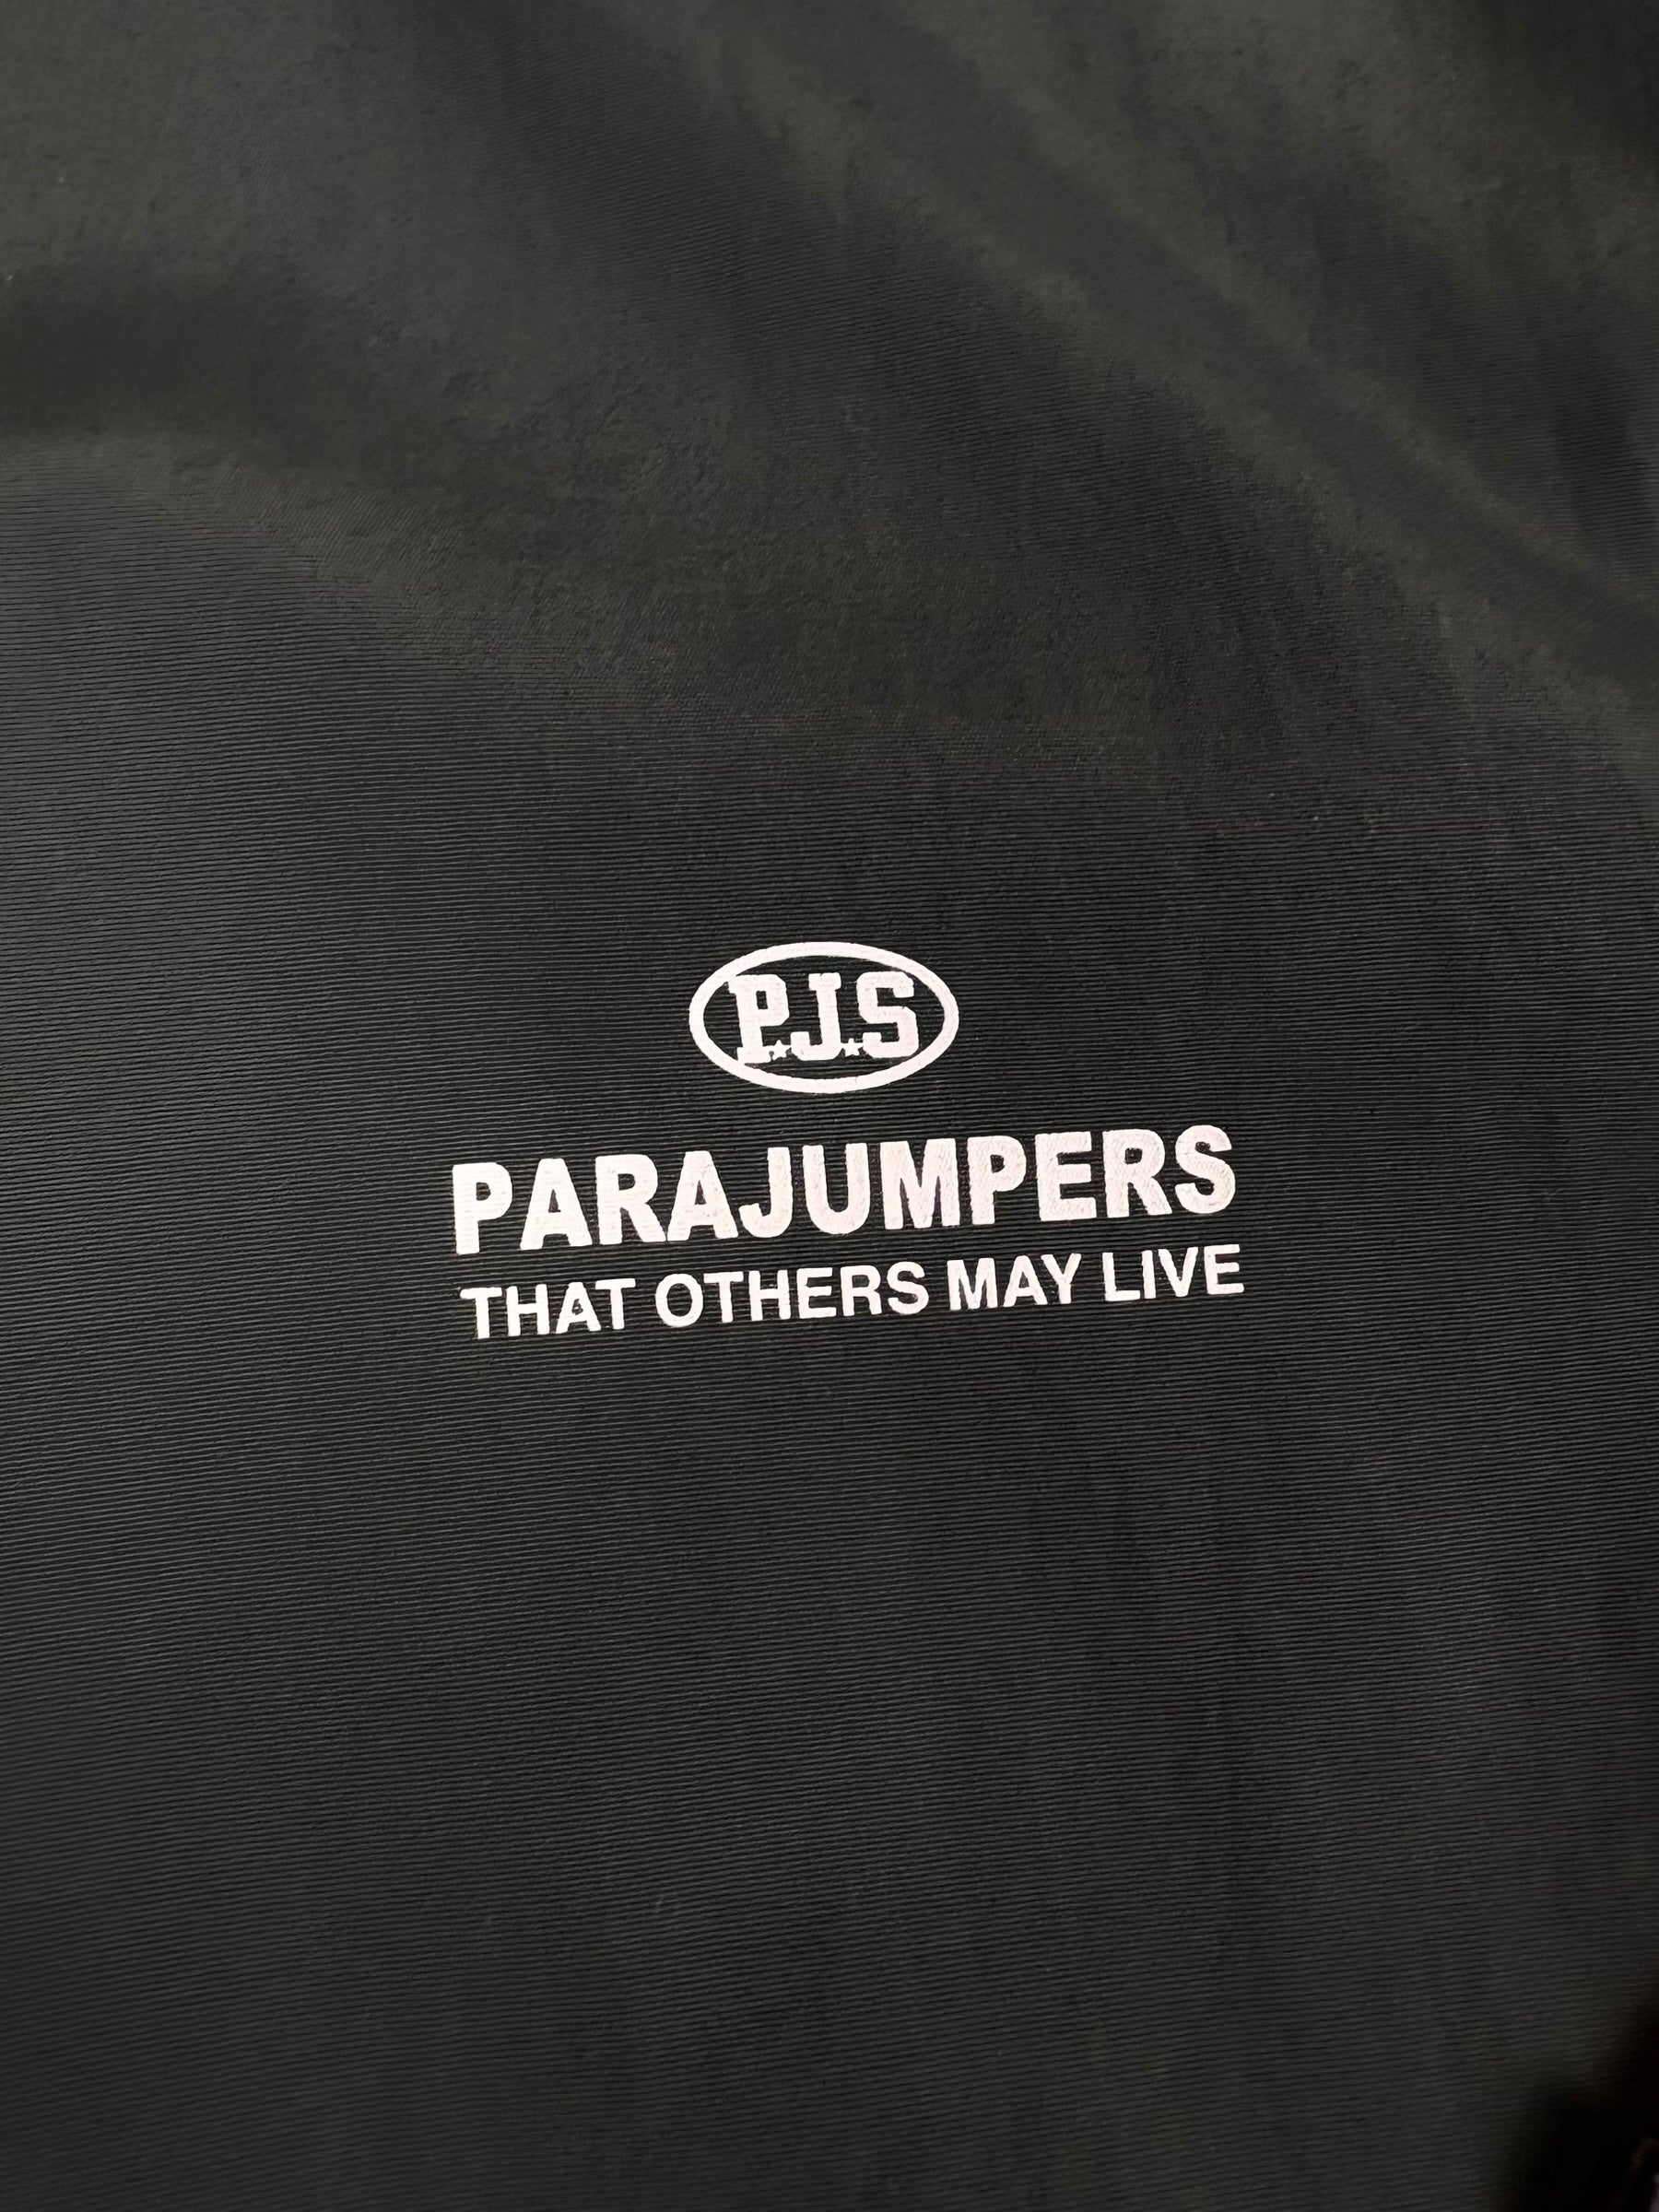 P.J.S
PARAJUMPERS
THAT OTHERS MAY LIVE